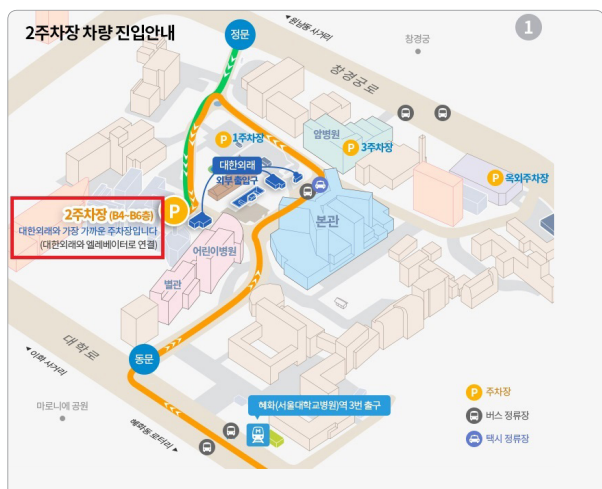 2주차장 차량 진입안내
정문
◀원남동 사거리
창경궁
1
창경궁로
P 1주차장
암병원
P 3주차장
대한외래
외부 출입구
P 옥외주차장
본관
2주차장 (B4~B6층)
P
대한외래와 가장 가까운 주차장입니다
(대한외래와 엘레베이터로 연결)
어린이병원
별관
대학로
◀이화 사거리
동문
마로니에 공원
혜화동 로터리▶
혜화(서울대학교병원)역 3번 출구
P 주차장
버스 정류장
택시 정류장